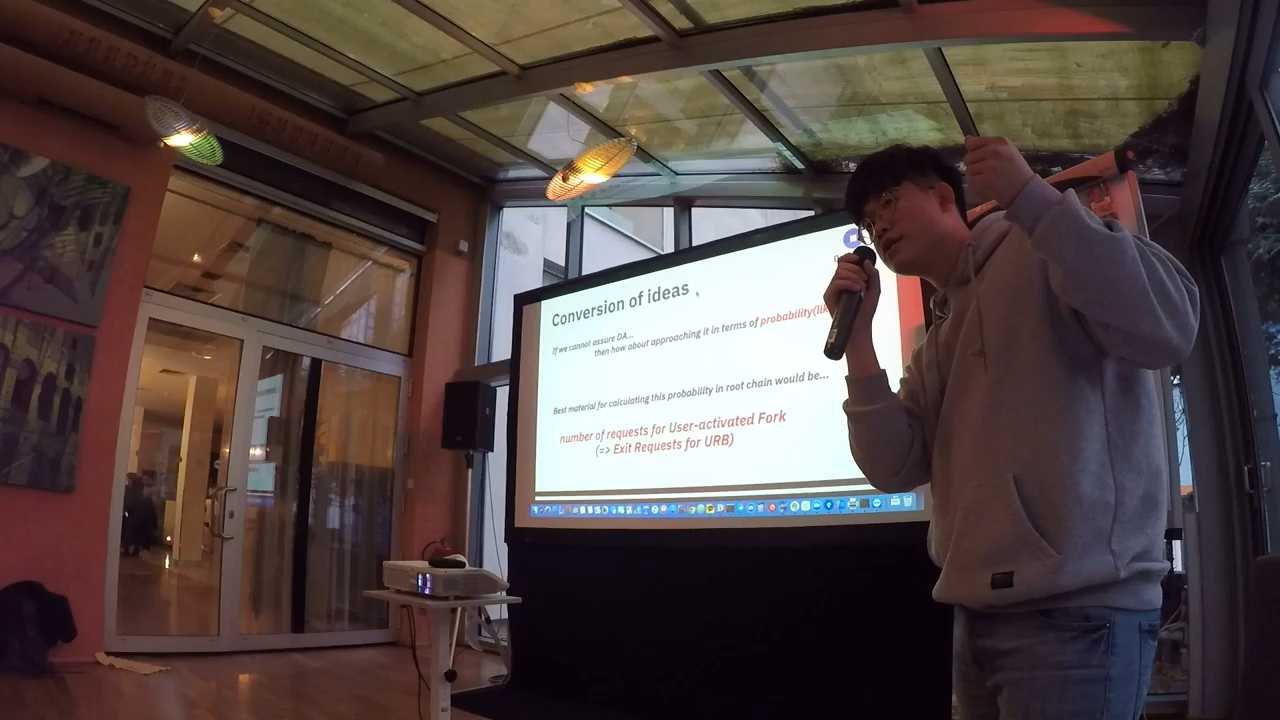 Conversion of ideas
If we cannot assure DA...
then how about approaching it in terms of probability(lik
Best material for calculating this probability in root chain would be...
number of requests for User-activated Fork
(=> Exit Requests for URB)